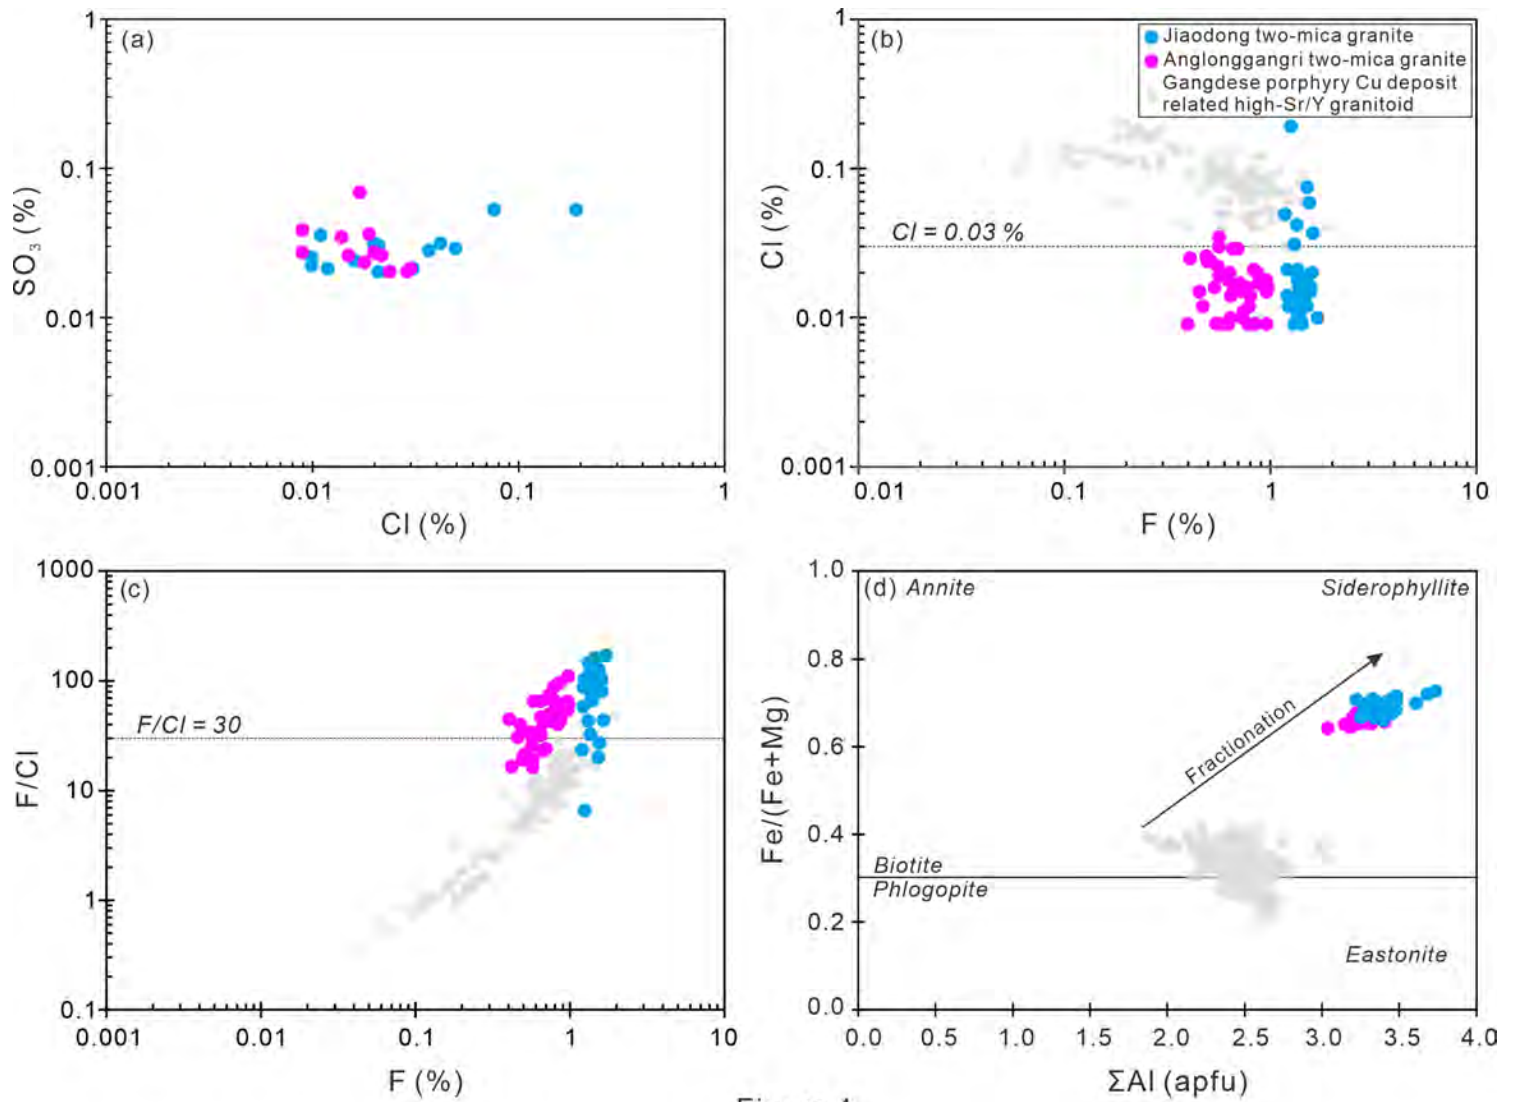 (a)
1
0.1
0.01
0.001
SO₃ (%)
0.001
0.01
0.1
1
Cl (%)
(b)
Jiaodong two-mica granite
Anglonggangri two-mica granite
Gangdese porphyry Cu deposit
related high-Sr/Y granitoid
1
0.1
0.01
0.001
Cl (%)
Cl = 0.03 %
0.01
0.1
1
10
F (%)
(c)
1000
100
10
1
0.1
F/Cl
F/Cl = 30
0.001
0.01
0.1
1
10
F (%)
(d)
Annite
Siderophyllite
1.0
0.8
0.6
0.4
0.2
0.0
Fe/(Fe+Mg)
Fractionation
Biotite
Phlogopite
Eastonite
0.0
0.5
1.0
1.5
2.0
2.5
3.0
3.5
4.0
ΣAl (apfu)